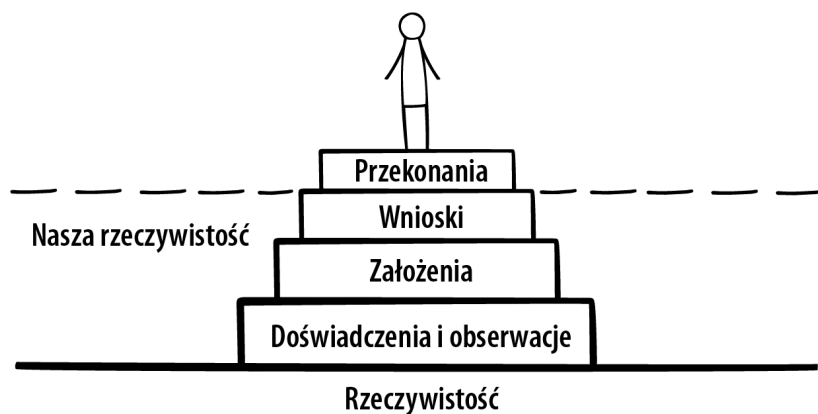 Przekonania
Wnioski
Nasza rzeczywistość
Założenia
Doświadczenia i obserwacje
Rzeczywistość